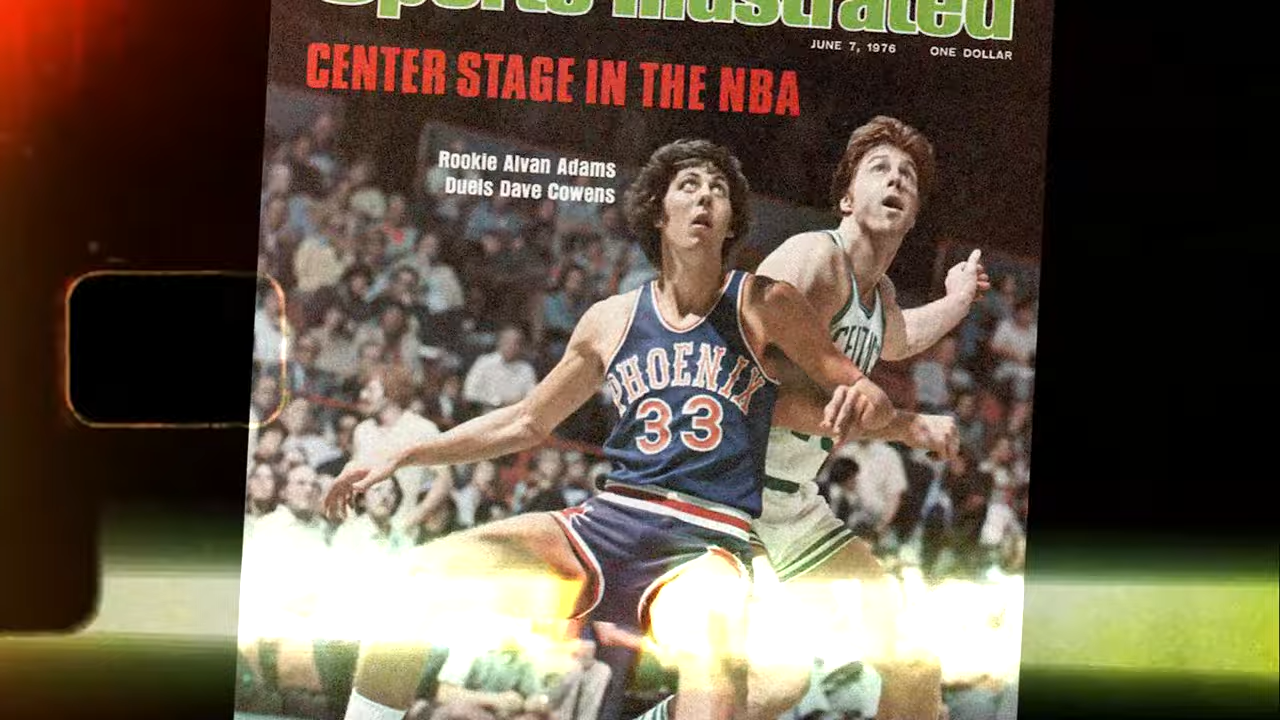 Sports Illustrated
JUNE 7, 1976 ONE DOLLAR
CENTER STAGE IN THE NBA
Rookie Alvan Adams
Duels Dave Cowens
PHOENIX
33
CELTIC